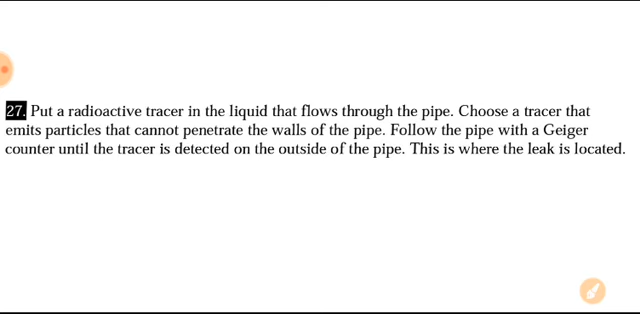 27. Put a radioactive tracer in the liquid that flows through the pipe. Choose a tracer that
emits particles that cannot penetrate the walls of the pipe. Follow the pipe with a Geiger
counter until the tracer is detected on the outside of the pipe. This is where the leak is located.